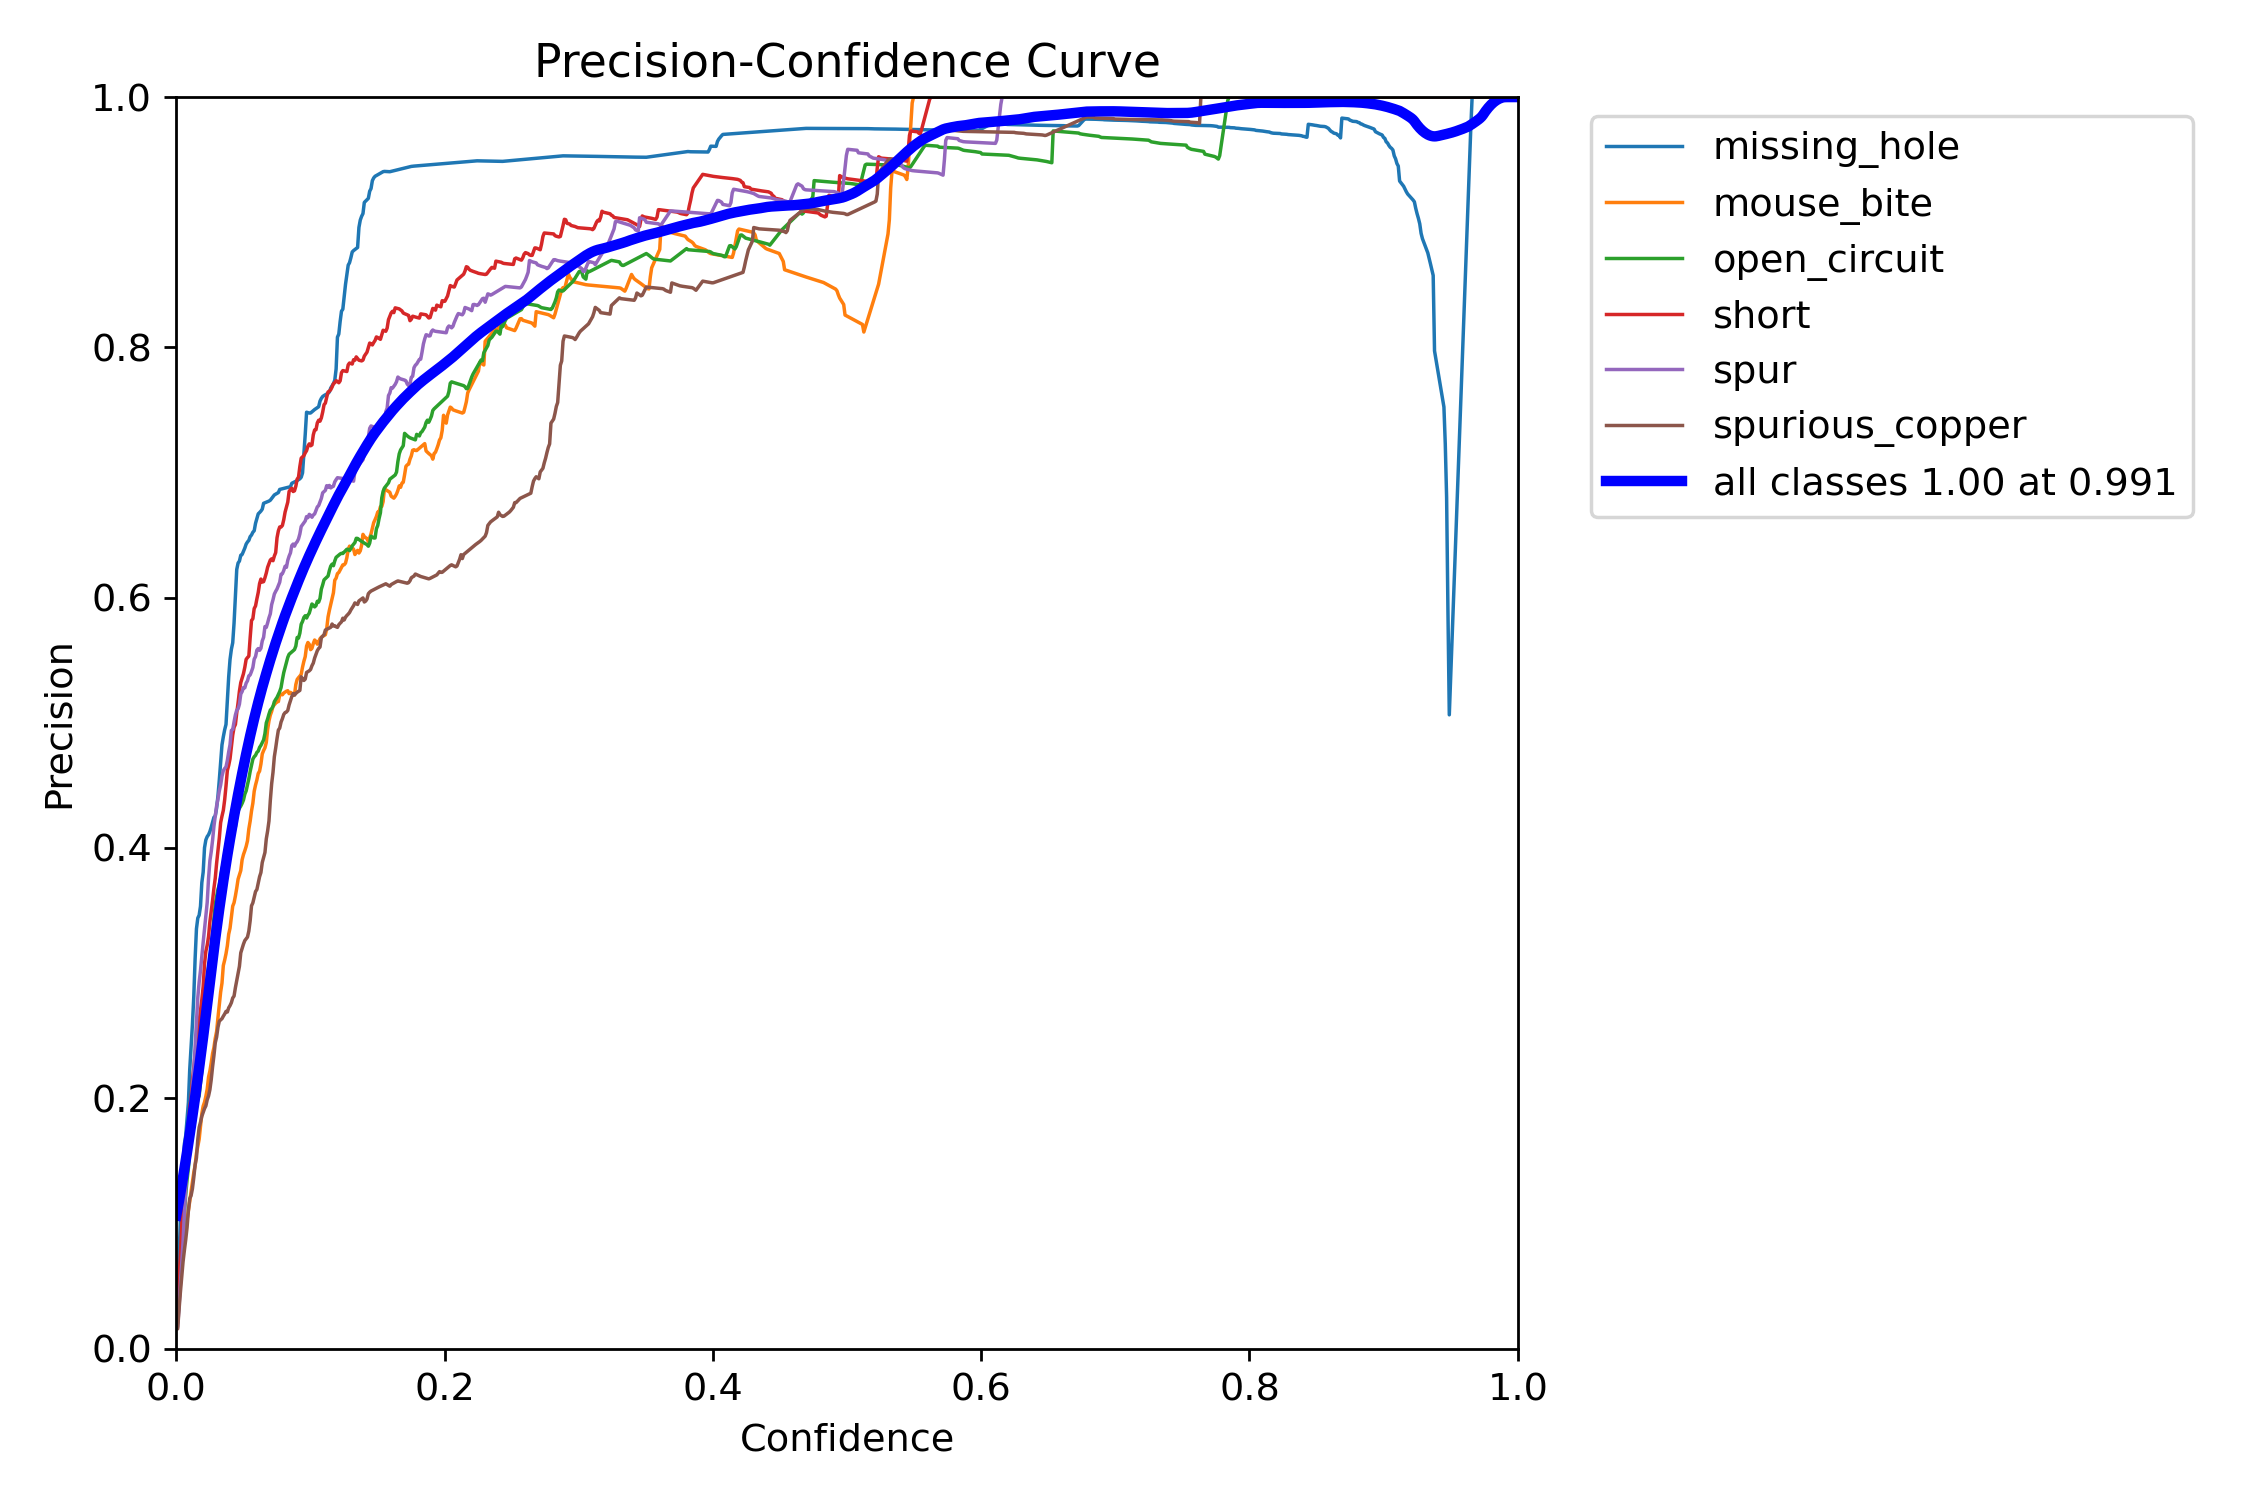 Precision-Confidence Curve
1.0
0.8
0.6
0.4
0.2
0.0
Precision
0.0 0.2 0.4 0.6 0.8 1.0
Confidence
missing_hole
mouse_bite
open_circuit
short
spur
spurious_copper
all classes 1.00 at 0.991